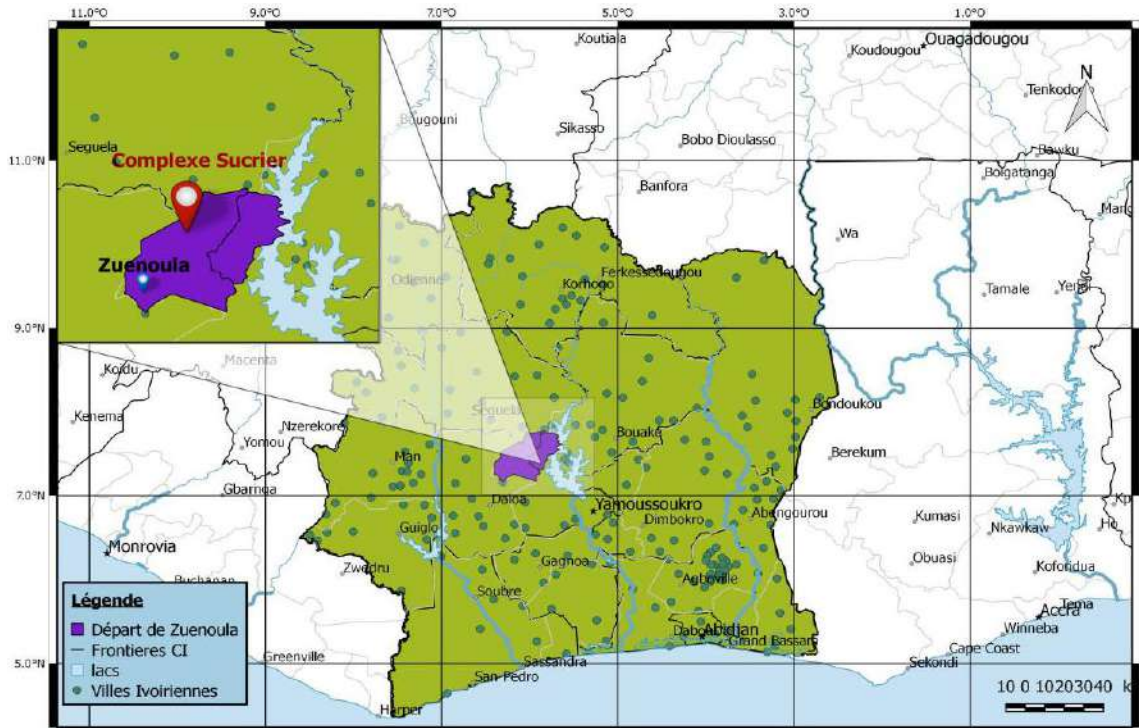 11.0°O 9.0°O 7.0°O 5.0°O 3.0°O 1.0°O
Koutiala
Ouagadougou
Koudougou
N
Tenkodogo
Bougouni
Sikasso
Bobo Dioulasso
Bawku
Seguela
11.0°N
Complexe Sucrier
Bolgatanga
Banfora
Mang
Wa
Zuenoula
Odienne
Ferkessedougou
Korhogo
Tamale
Yendi
9.0°N
Macenta
Koidu
Seguela
Kenema
Bondoukou
Nzerekore
Bouake
Yomou
Man
Berekum
Gbarnga
7.0°N
Daloa
Yamoussoukro
Abengourou
Kp
Dimbokro
Kumasi
Guiglo
Nkawkaw
Ho
Monrovia
Gagnoa
Obuasi
Zwedru
Koforidua
Buchanan
Agboville
Soubre
Légende
Tema
Départ de Zuenoula
Accra
Abidjan
Dabou
Winneba
Frontieres CI
Grand Bassam
Cape Coast
Greenville
lacs
5.0°N
Sassandra
Sekondi
Villes Ivoiriennes
San-Pedro
Harper
10 0 10203040 k